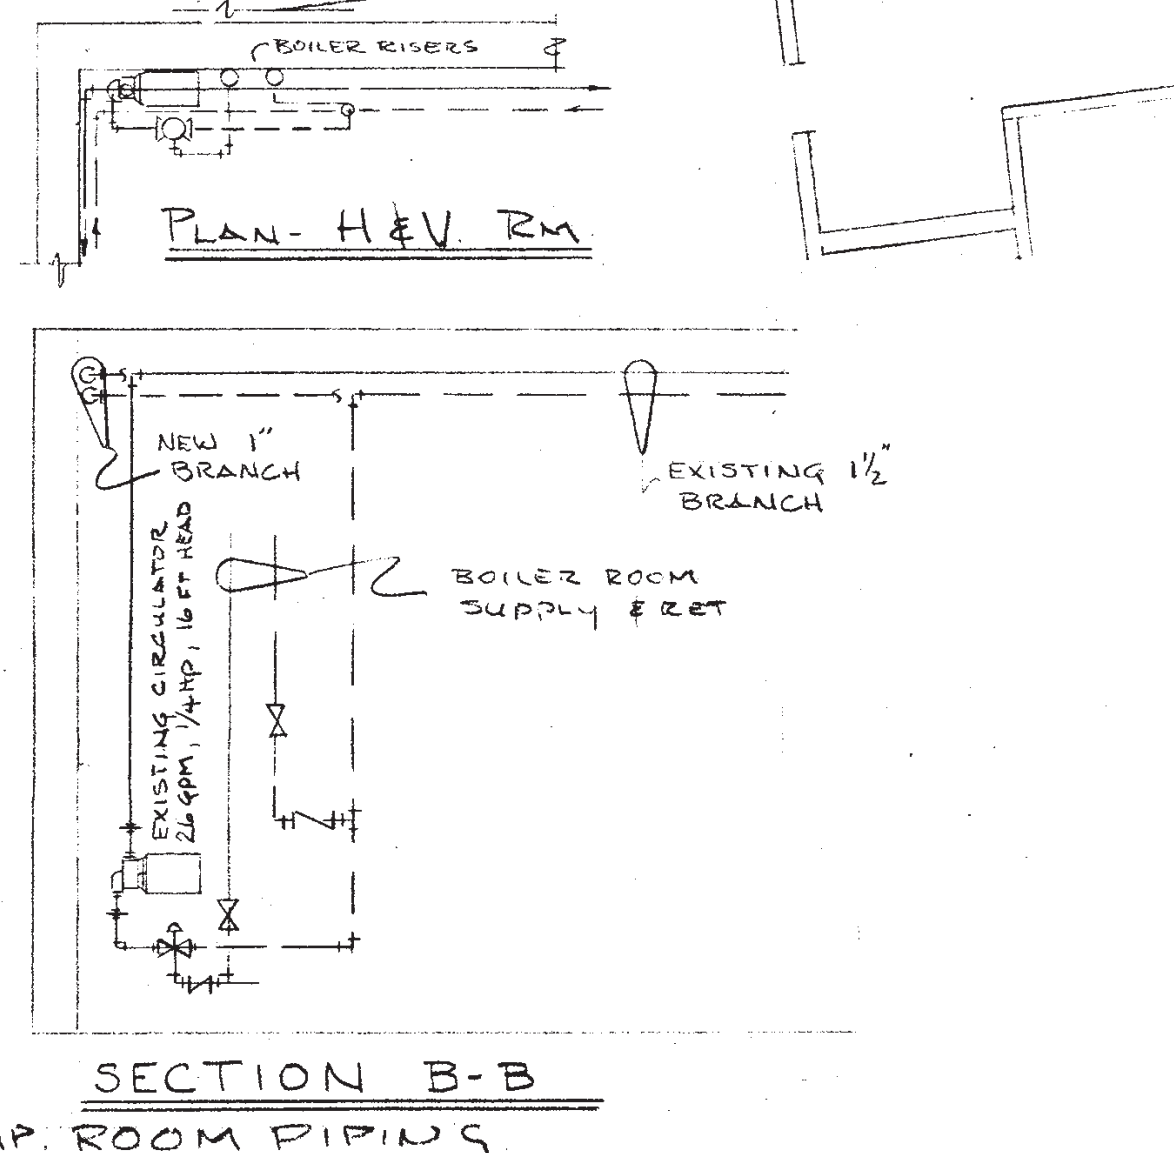 BOILER RISERS
PLAN- H&V. RM
NEW 1"
BRANCH
EXISTING 1½"
BRANCH
EXISTING CIRCULATOR
26 GPM, 1/4 HP, 16 FT HEAD
BOILER ROOM
SUPPLY & RET
SECTION B-B
ROOM PIPING